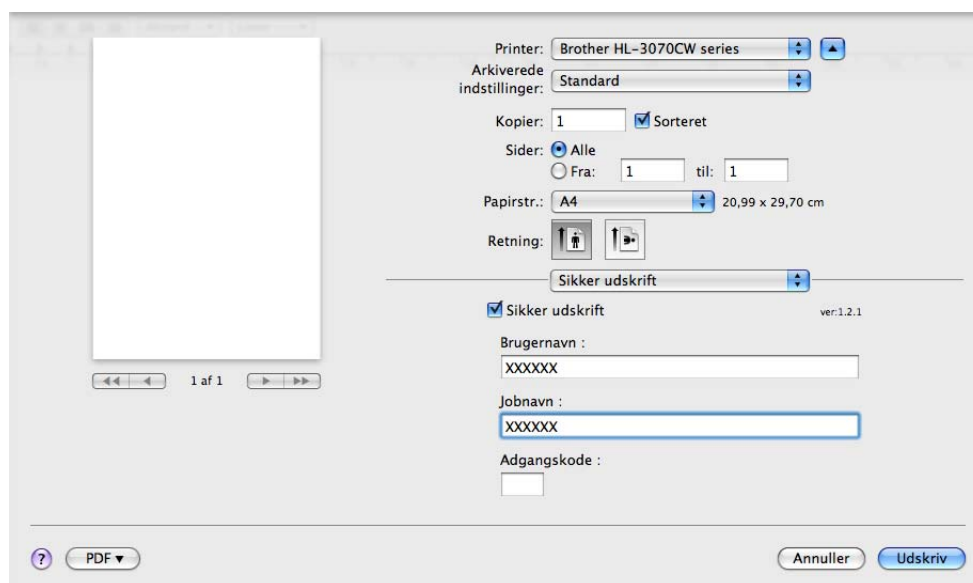 Printer: Brother HL-3070CW series
Arkiverede
indstillinger: Standard
Kopier: 1 Sorteret
Sider: Alle
Fra: 1 til: 1
Papirstr.: A4 20,99 x 29,70 cm
Retning:
Sikker udskrift
Sikker udskrift ver:1.2.1
Brugernavn :
XXXXXX
1 af 1
Jobnavn :
XXXXXX
Adgangskode :
? PDF Annuller Udskriv